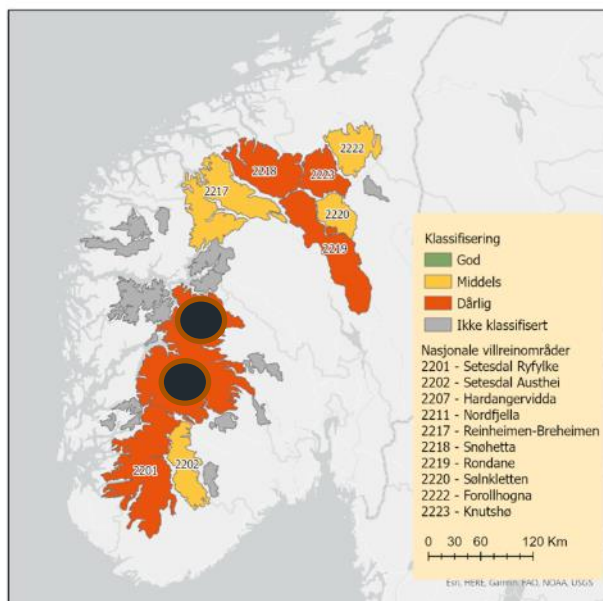 2222
2218
2223
2217
2220
2219
2201
2202
Klassifisering
God
Middels
Dårlig
Ikke klassifisert
Nasjonale villreinområder
2201 - Setesdal Ryfylke
2202 - Setesdal Austhei
2207 - Hardangervidda
2211 - Nordfjella
2217 - Reinheimen-Breheimen
2218 - Snøhetta
2219 - Rondane
2220 - Sølnkletten
2222 - Forollhogna
2223 - Knutshø
0 30 60 120 Km
Esri, HERE, Garmin, FAO, NOAA, USGS